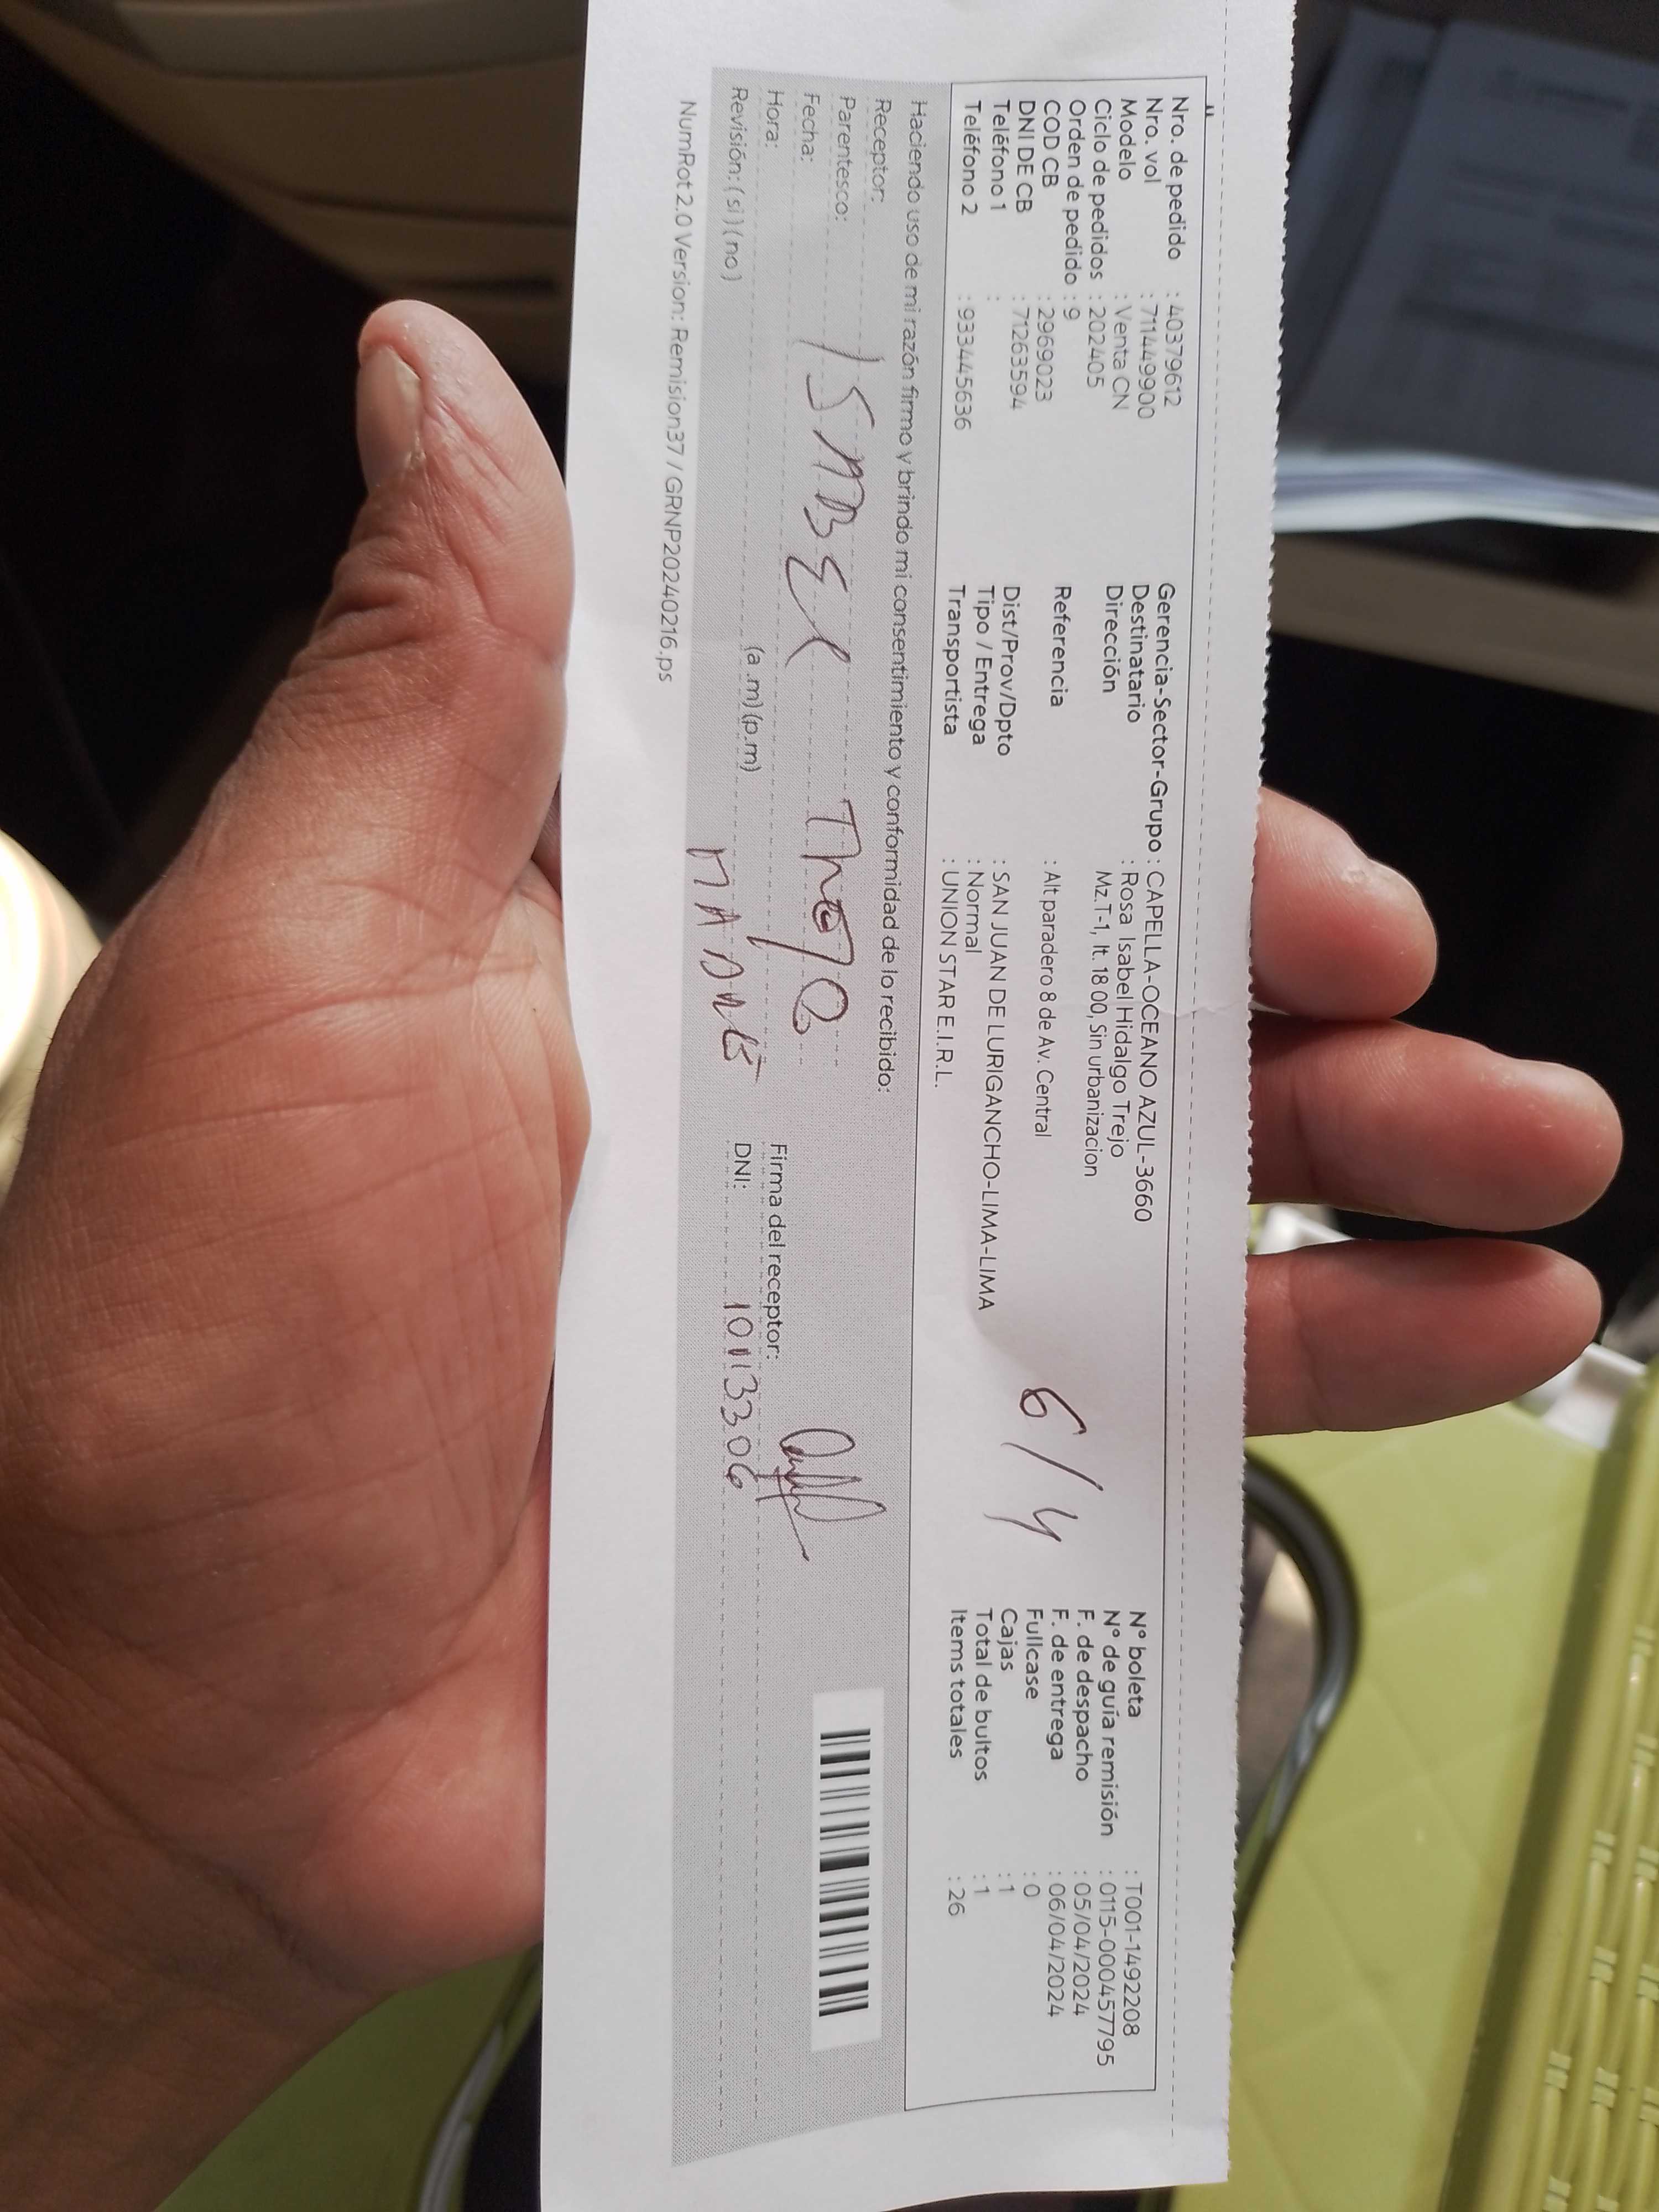 Nro. de pedido : 40379612
Nro. vol : 711449900
Modelo : Venta CN
Ciclo de pedidos : 202405
Orden de pedido : 9
COD CB : 2969023
DNI DE CB : 71263594
Teléfono 1 :
Teléfono 2 : 933445636
Gerencia-Sector-Grupo : CAPELLA-OCEANO AZUL-3660
Destinatario : Rosa Isabel Hidalgo Trejo
Dirección : Mz.T-1, lt. 18 00, Sin urbanizacion
Referencia : Alt paradero 8 de Av. Central
Dist/Prov/Dpto : SAN JUAN DE LURIGANCHO-LIMA-LIMA
Tipo / Entrega : Normal
Transportista : UNION STAR E.I.R.L.
6/4
N° boleta : T001-1492208
N° de guía remisión : 0115-000457795
F. de despacho : 05/04/2024
F. de entrega : 06/04/2024
Fullcase : 0
Cajas : 1
Total de bultos : 1
Items totales : 26
Haciendo uso de mi razón firmo y brindo mi consentimiento y conformidad de lo recibido:
Receptor:
Parentesco:
Fecha:
Hora: (a.m) (p.m)
Revisión: (si) (no)
ISABEL
Firma del receptor:
DNI: 10113306
NumRot 2.0 Version: Remision37 / GRNP20240216.ps